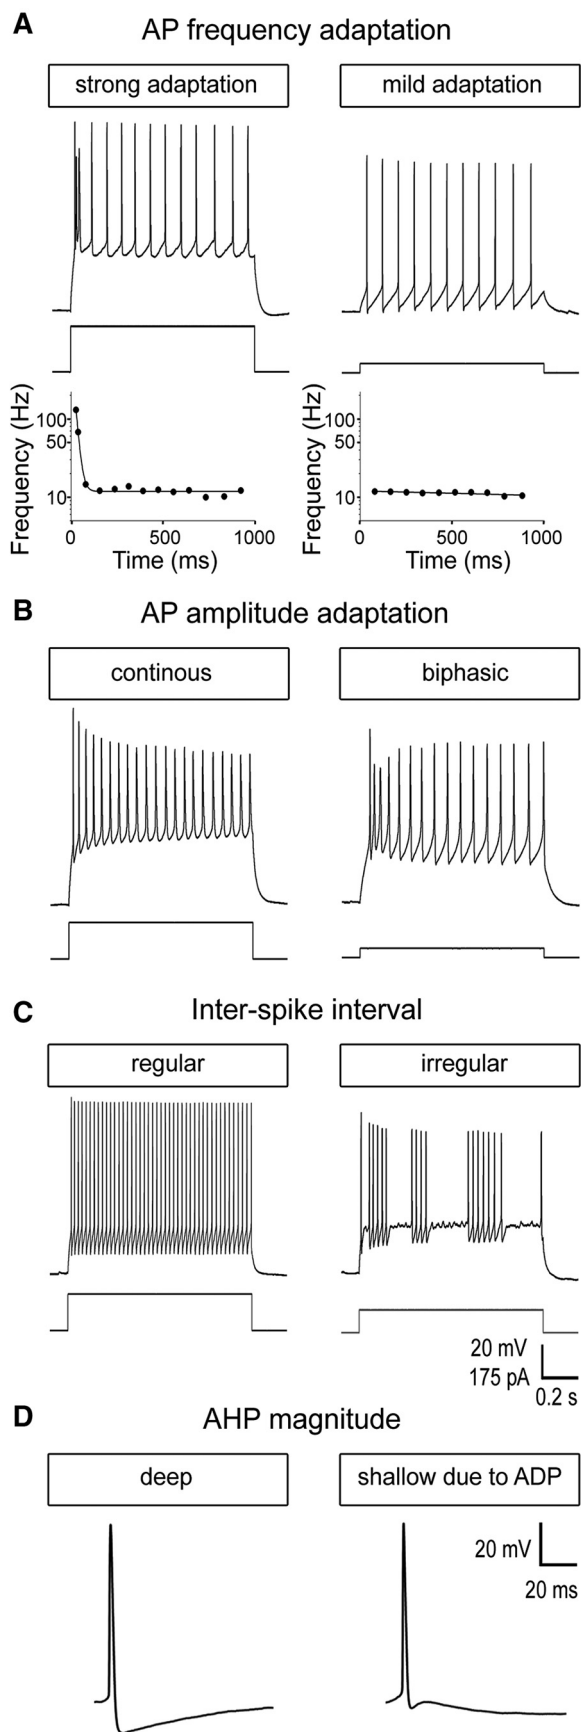 A
AP frequency adaptation
strong adaptation
mild adaptation
Frequency (Hz)
100
50
10
0
500
1000
Time (ms)
Frequency (Hz)
100
50
10
0
500
1000
Time (ms)
B
AP amplitude adaptation
continous
biphasic
C
Inter-spike interval
regular
irregular
20 mV
175 pA
0.2 s
D
AHP magnitude
deep
shallow due to ADP
20 mV
20 ms